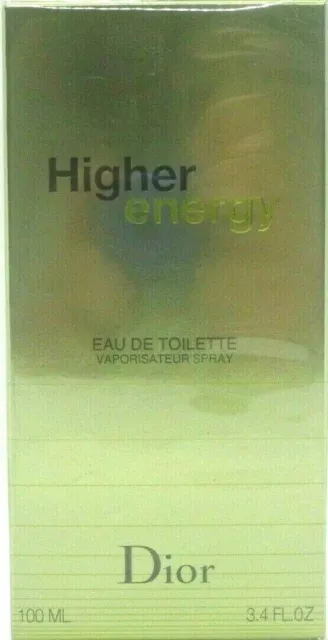 Higher
energy
EAU DE TOILETTE
VAPORISATEUR SPRAY
Dior
100 ML 3.4 FL.OZ